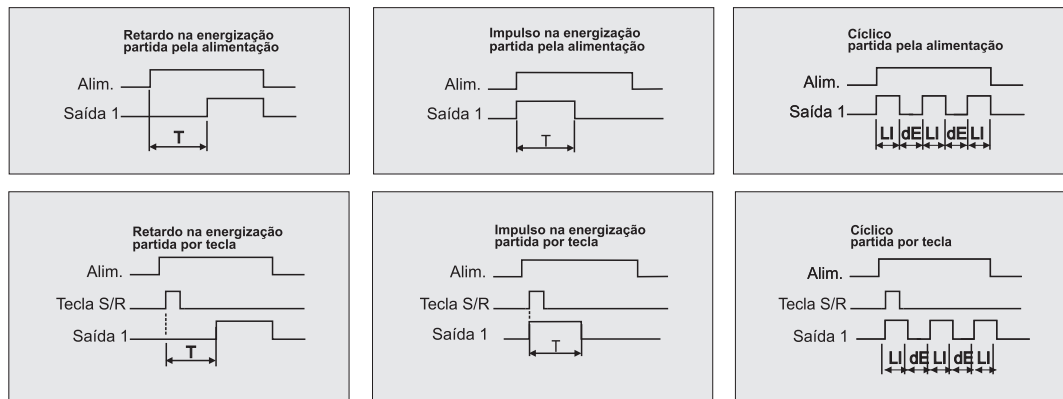 Retardo na energização
partida pela alimentação
Alim.
Saída 1
T
Impulso na energização
partida pela alimentação
Alim.
Saída 1
T
Cíclico
partida pela alimentação
Alim.
Saída 1
LI dE LI dE LI
Retardo na energização
partida por tecla
Alim.
Tecla S/R
Saída 1
T
Impulso na energização
partida por tecla
Alim.
Tecla S/R
Saída 1
T
Cíclico
partida por tecla
Alim.
Tecla S/R
Saída 1
LI dE LI dE LI